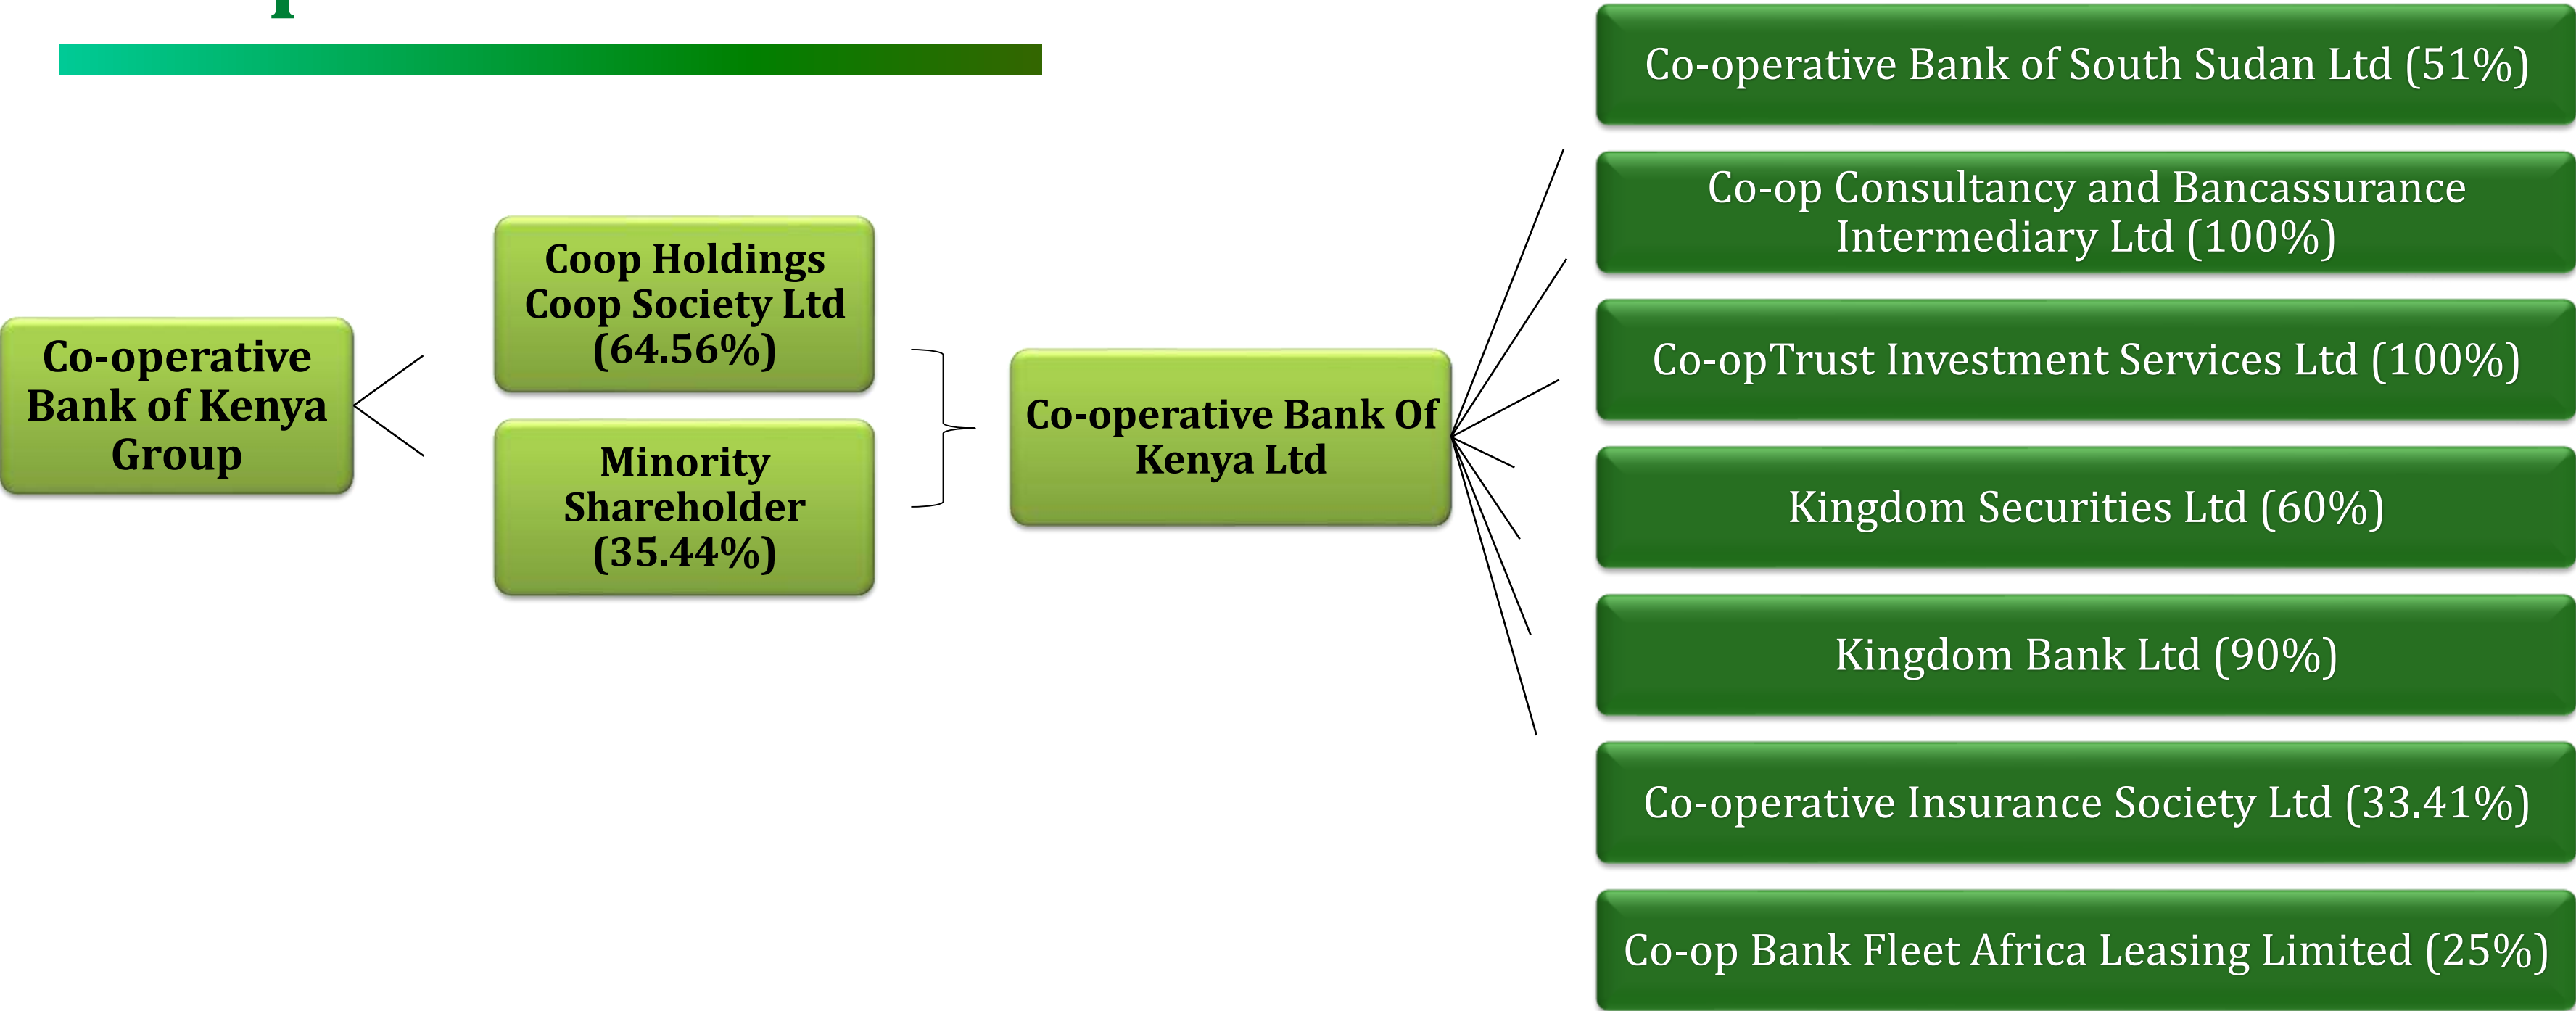 Co-operative
Bank of Kenya
Group
Coop Holdings
Coop Society Ltd
(64.56%)
Minority
Shareholder
(35.44%)
Co-operative Bank Of
Kenya Ltd
Co-operative Bank of South Sudan Ltd (51%)
Co-op Consultancy and Bancassurance
Intermediary Ltd (100%)
Co-opTrust Investment Services Ltd (100%)
Kingdom Securities Ltd (60%)
Kingdom Bank Ltd (90%)
Co-operative Insurance Society Ltd (33.41%)
Co-op Bank Fleet Africa Leasing Limited (25%)